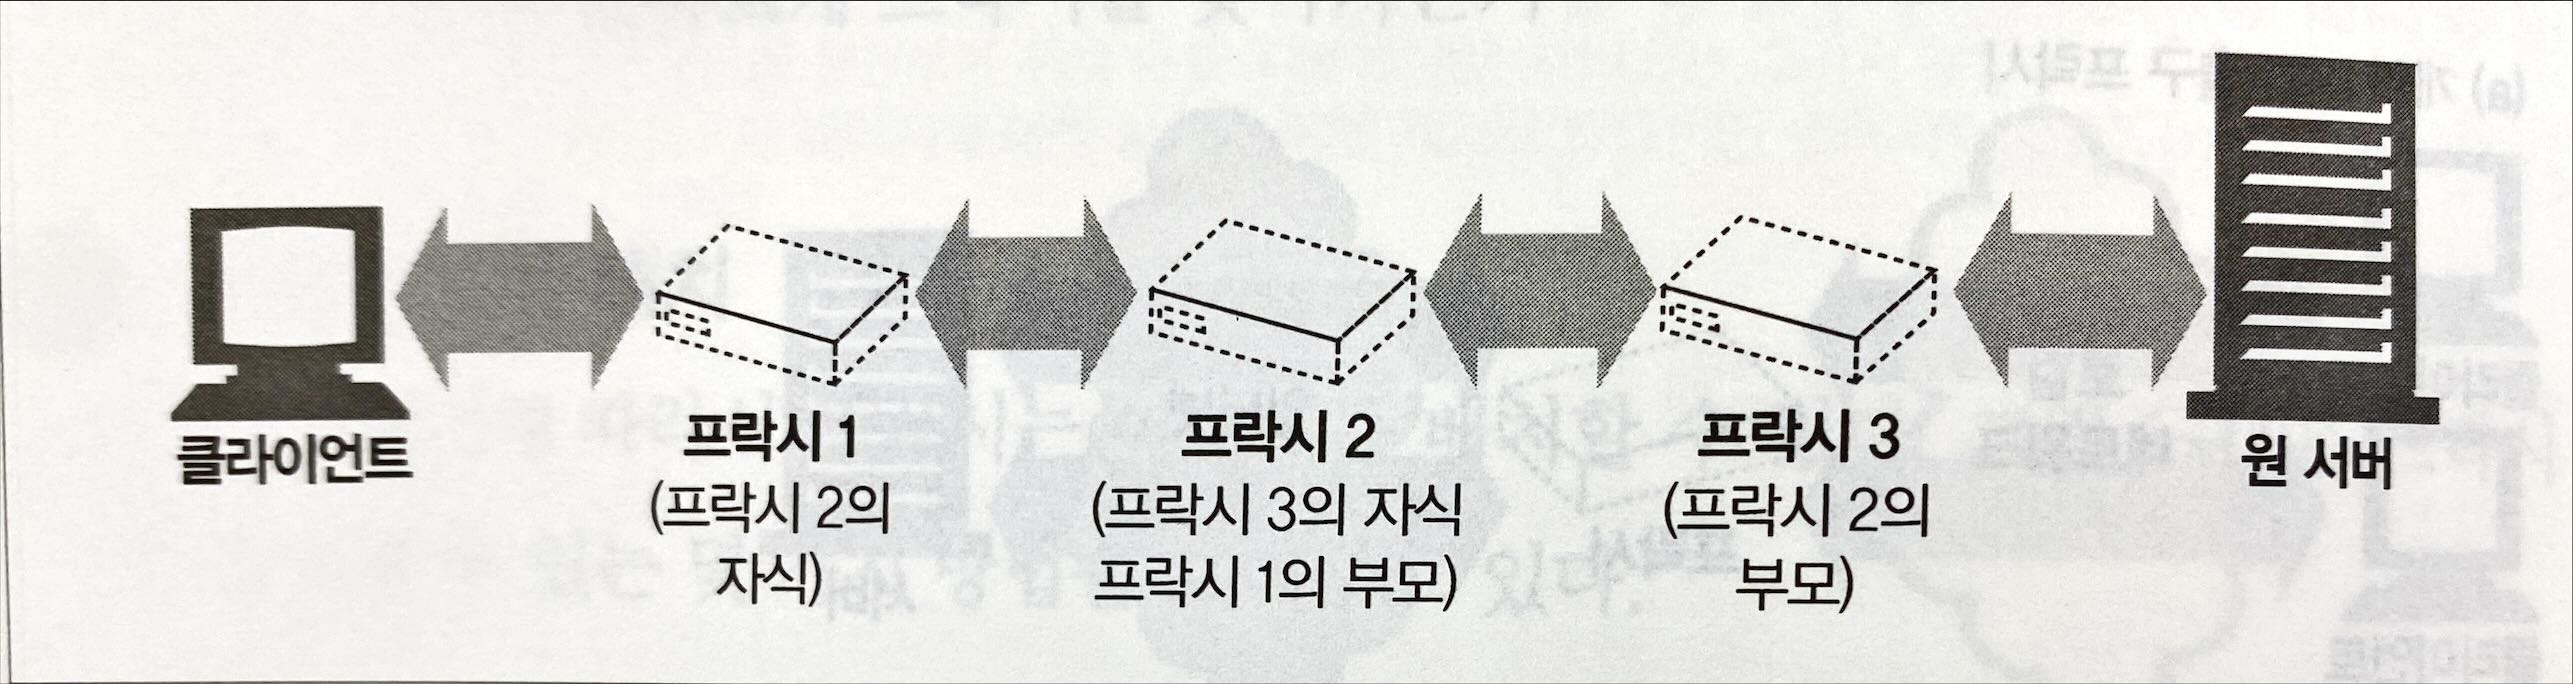 클라이언트
프락시 1
(프락시 2의
자식)
프락시 2
(프락시 3의 자식
프락시 1의 부모)
프락시 3
(프락시 2의
부모)
원 서버